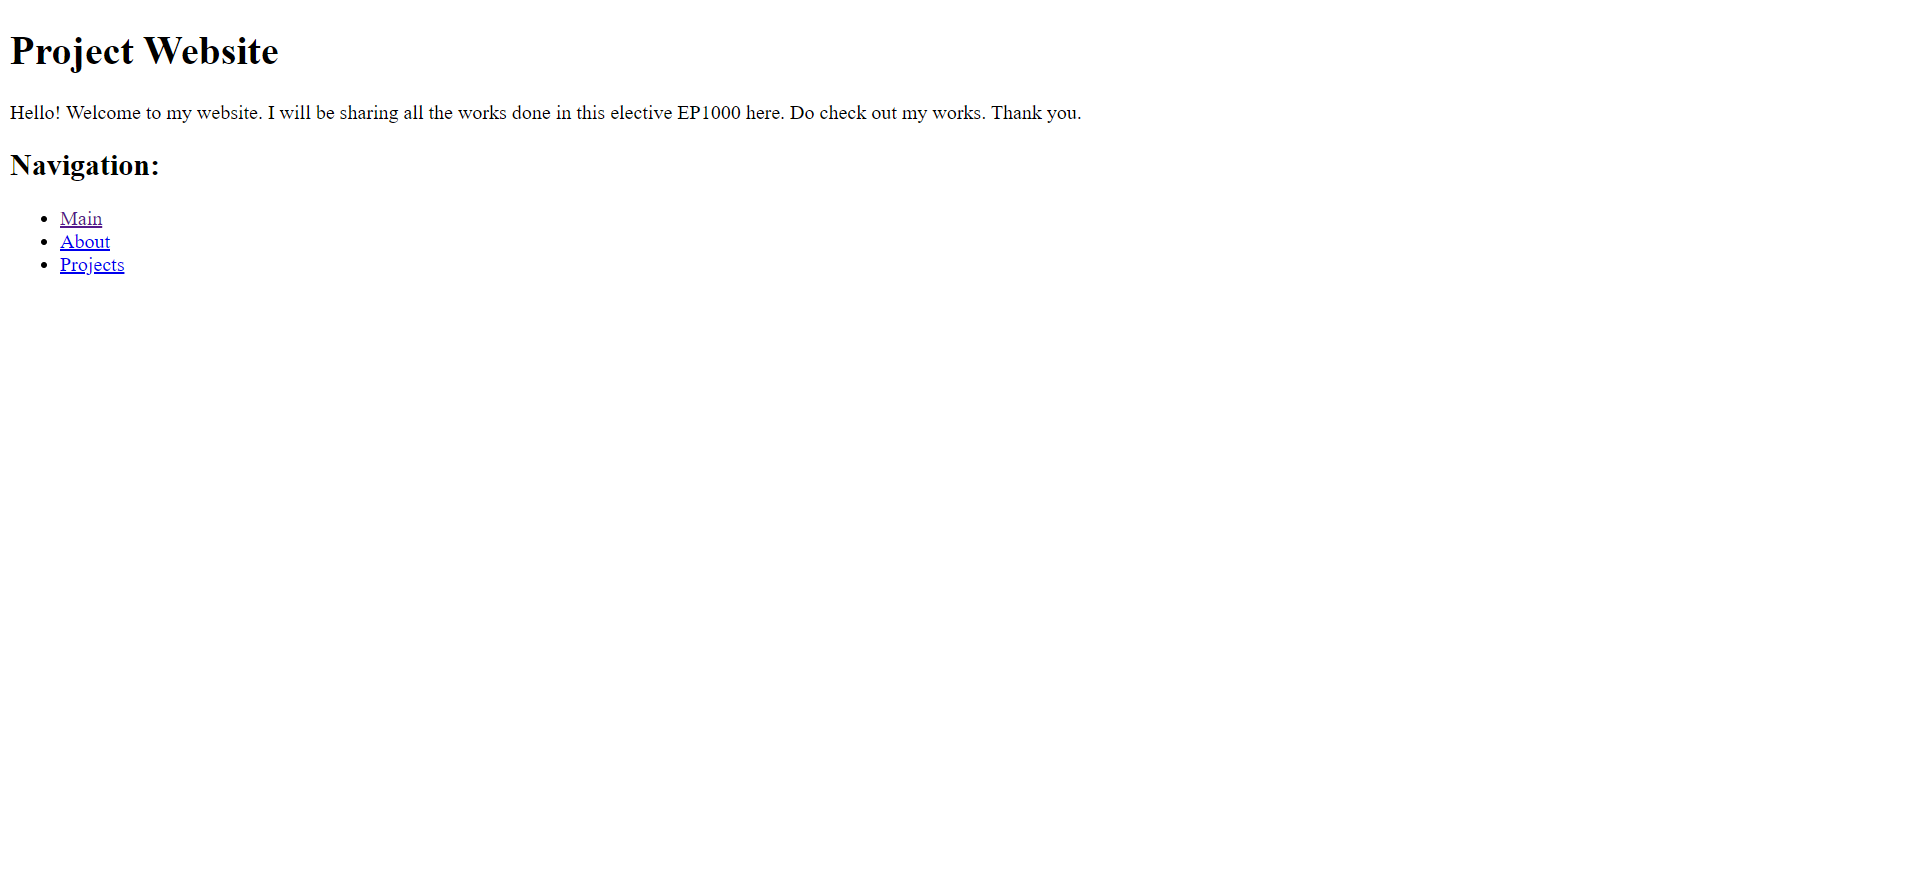 Project Website
Hello! Welcome to my website. I will be sharing all the works done in this elective EP1000 here. Do check out my works. Thank you.
Navigation:
Main
About
Projects